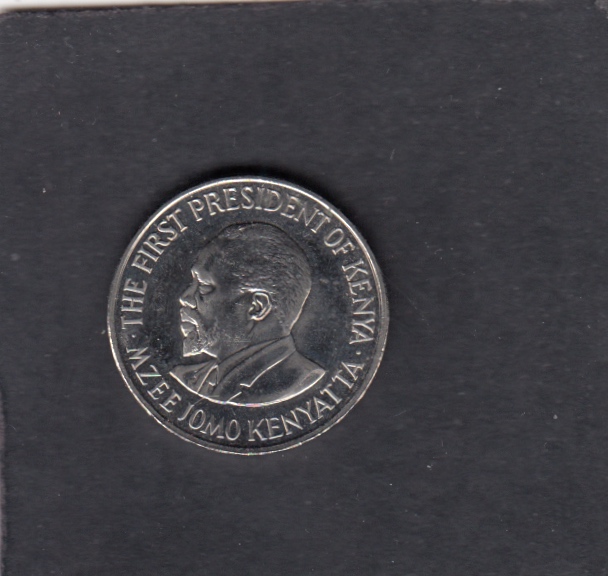 · THE FIRST PRESIDENT OF KENYA ·
MZEE JOMO KENYATTA